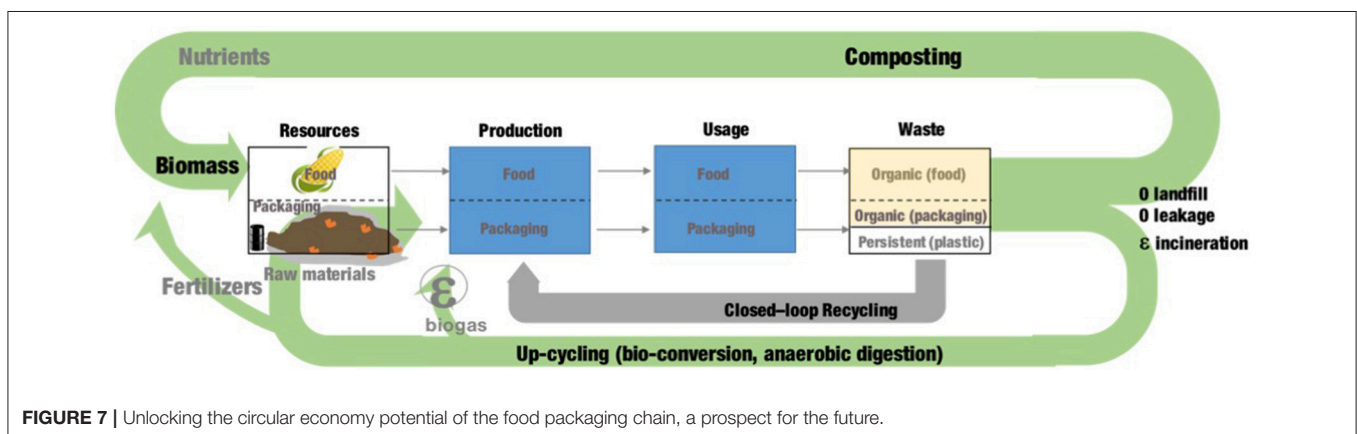 Nutrients
Composting
Resources
Production
Usage
Waste
Biomass
Food
Food
Food
Organic (food)
Packaging
Packaging
Packaging
Organic (packaging)
Persistent (plastic)
0 landfill
0 leakage
ε incineration
Raw materials
Fertilizers
ε
biogas
Closed–loop Recycling
Up-cycling (bio-conversion, anaerobic digestion)
FIGURE 7 | Unlocking the circular economy potential of the food packaging chain, a prospect for the future.